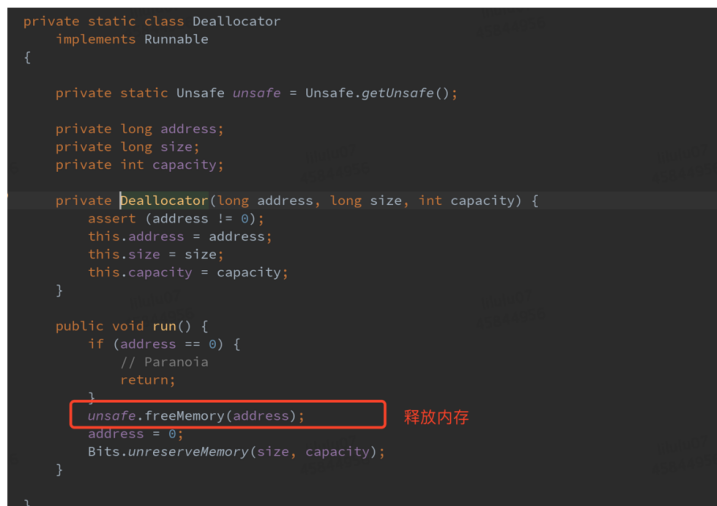 private static class Deallocator
implements Runnable
{
private static Unsafe unsafe = Unsafe.getUnsafe();
private long address;
private long size;
private int capacity;
private Deallocator(long address, long size, int capacity) {
assert (address != 0);
this.address = address;
this.size = size;
this.capacity = capacity;
}
public void run() {
if (address == 0) {
// Paranoia
return;
}
unsafe.freeMemory(address); 释放内存
address = 0;
Bits.unreserveMemory(size, capacity);
}
}